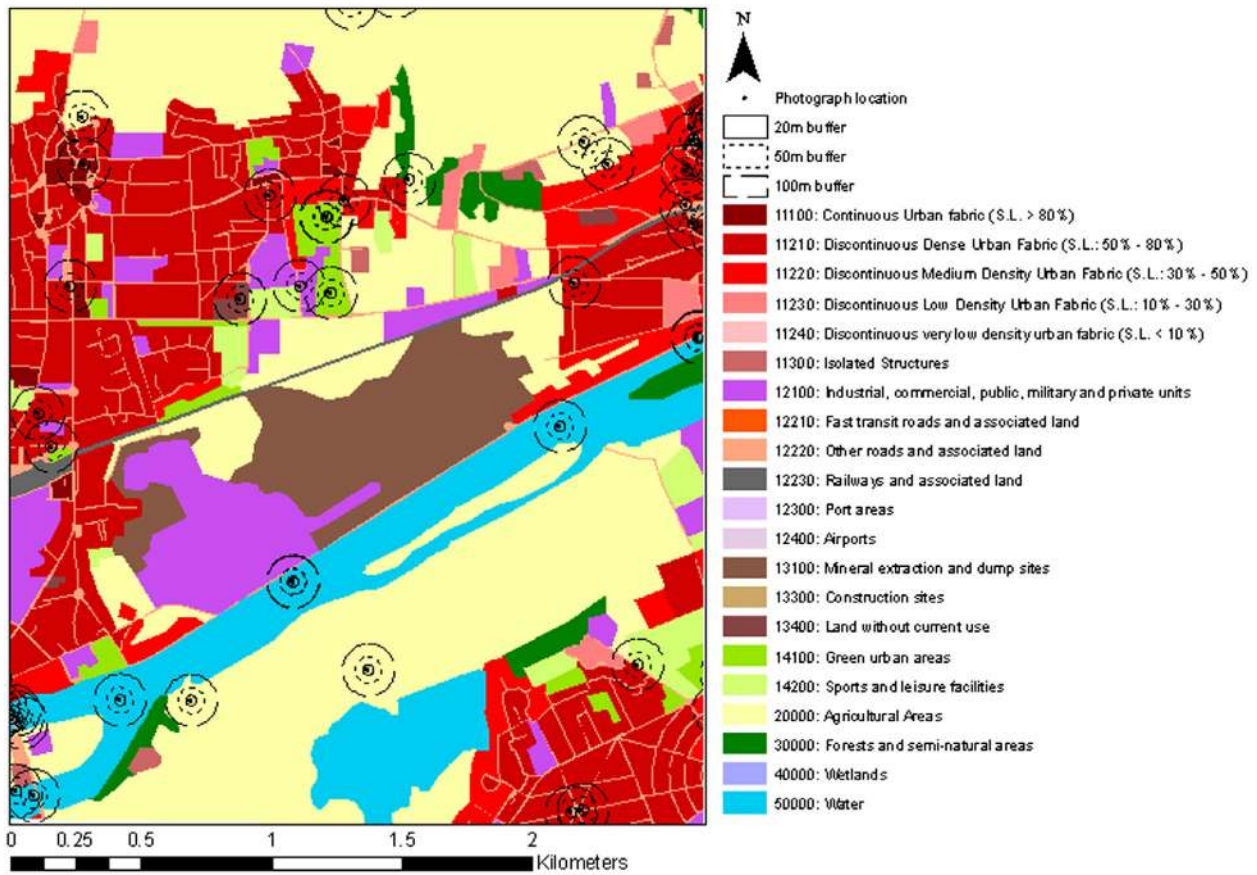 N
Photograph location
20m buffer
50m buffer
100m buffer
11100: Continuous Urban fabric (S.L. > 80%)
11210: Discontinuous Dense Urban Fabric (S.L.: 50% - 80%)
11220: Discontinuous Medium Density Urban Fabric (S.L.: 30% - 50%)
11230: Discontinuous Low Density Urban Fabric (S.L.: 10% - 30%)
11240: Discontinuous very low density urban fabric (S.L. < 10%)
11300: Isolated Structures
12100: Industrial, commercial, public, military and private units
12210: Fast transit roads and associated land
12220: Other roads and associated land
12230: Railways and associated land
12300: Port areas
12400: Airports
13100: Mineral extraction and dump sites
13300: Construction sites
13400: Land without current use
14100: Green urban areas
14200: Sports and leisure facilities
20000: Agricultural Areas
30000: Forests and semi-natural areas
40000: Wetlands
50000: Water
0 0.25 0.5 1 1.5 2
Kilometers